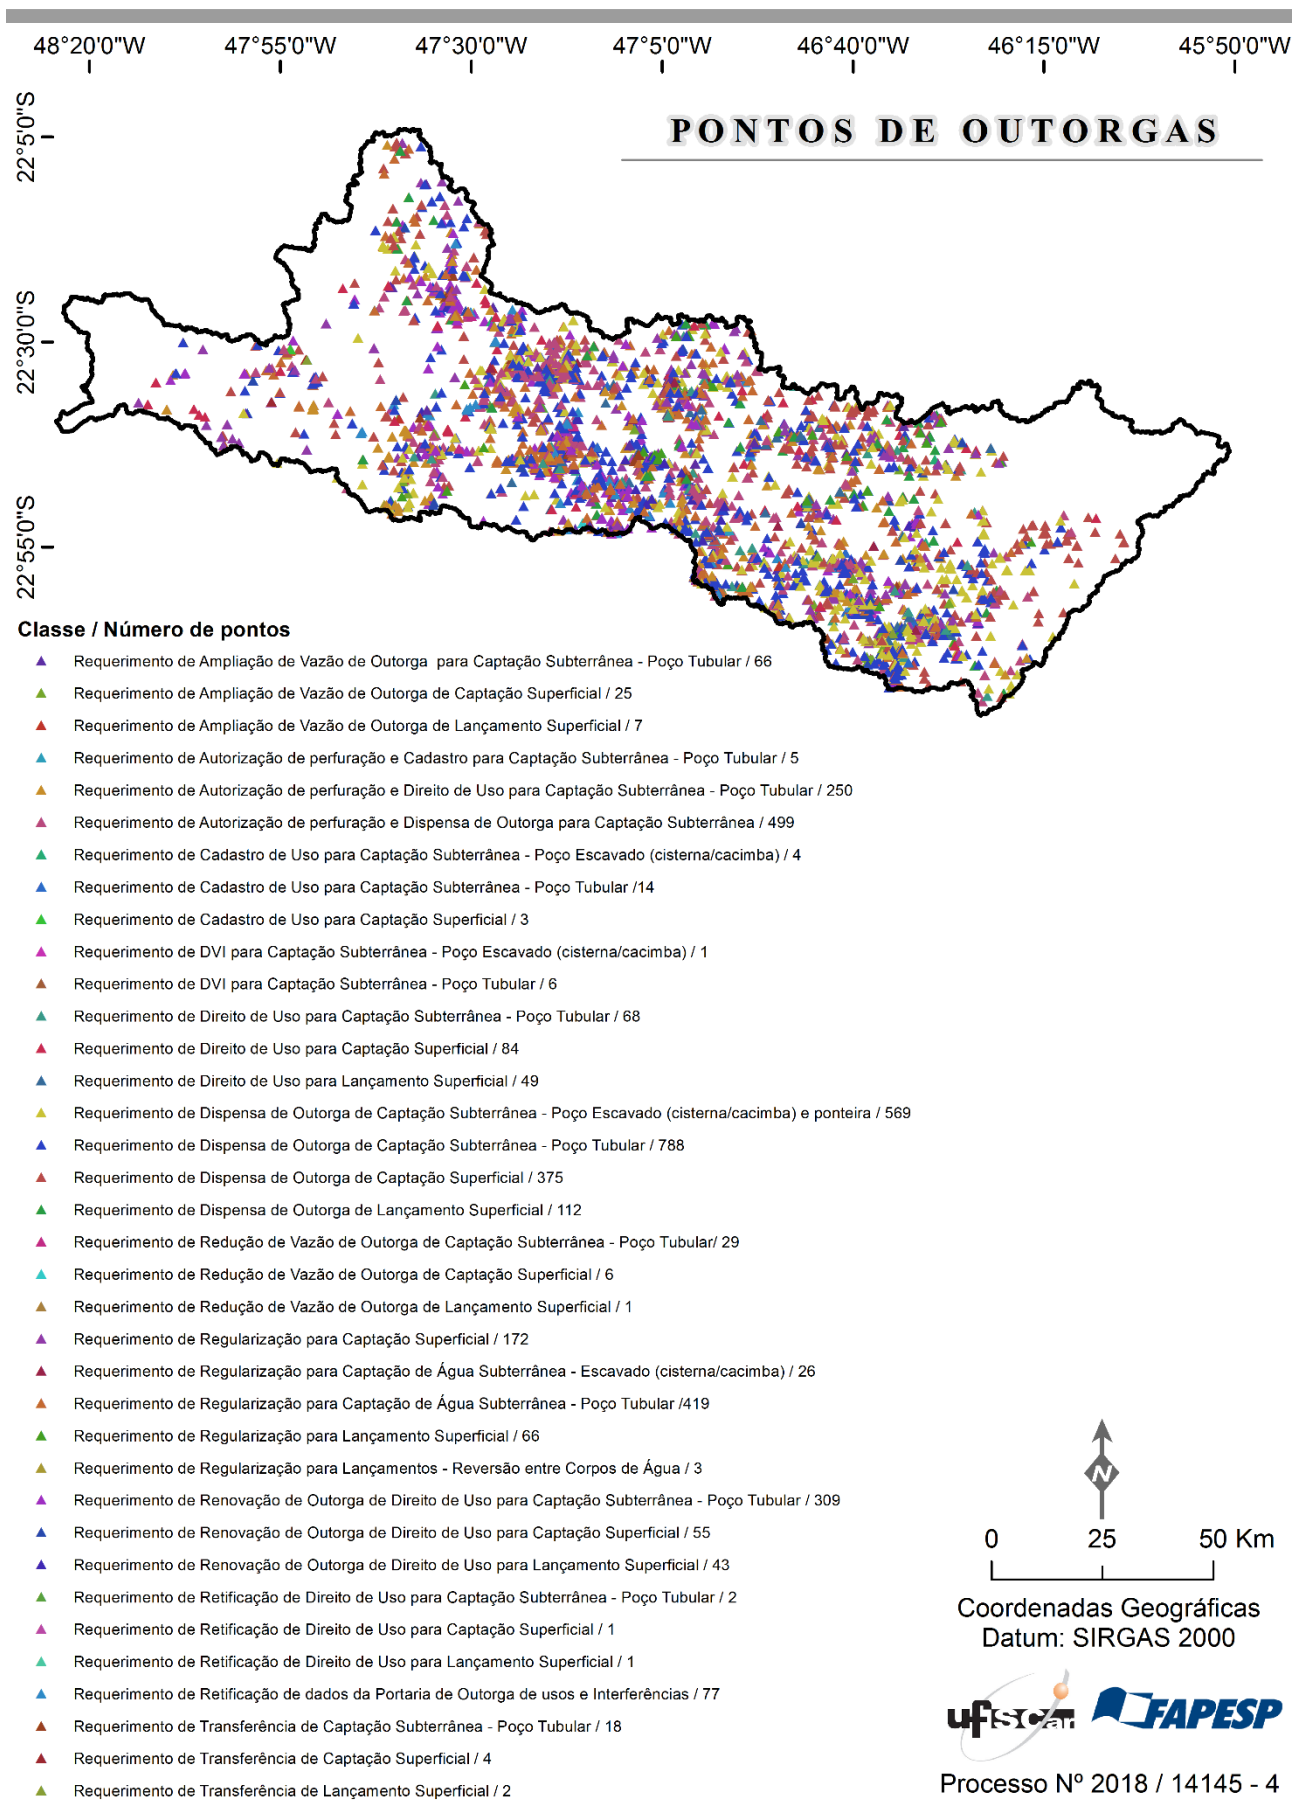 48°20'0"W 47°55'0"W 47°30'0"W 47°5'0"W 46°40'0"W 46°15'0"W 45°50'0"W
22°5'0"S
PONTOS DE OUTORGAS
22°30'0"S
22°55'0"S
Classe / Número de pontos
Requerimento de Ampliação de Vazão de Outorga para Captação Subterrânea - Poço Tubular / 66
Requerimento de Ampliação de Vazão de Outorga de Captação Superficial / 25
Requerimento de Ampliação de Vazão de Outorga de Lançamento Superficial / 7
Requerimento de Autorização de perfuração e Cadastro para Captação Subterrânea - Poço Tubular / 5
Requerimento de Autorização de perfuração e Direito de Uso para Captação Subterrânea - Poço Tubular / 250
Requerimento de Autorização de perfuração e Dispensa de Outorga para Captação Subterrânea / 499
Requerimento de Cadastro de Uso para Captação Subterrânea - Poço Escavado (cisterna/cacimba) / 4
Requerimento de Cadastro de Uso para Captação Subterrânea - Poço Tubular /14
Requerimento de Cadastro de Uso para Captação Superficial / 3
Requerimento de DVI para Captação Subterrânea - Poço Escavado (cisterna/cacimba) / 1
Requerimento de DVI para Captação Subterrânea - Poço Tubular / 6
Requerimento de Direito de Uso para Captação Subterrânea - Poço Tubular / 68
Requerimento de Direito de Uso para Captação Superficial / 84
Requerimento de Direito de Uso para Lançamento Superficial / 49
Requerimento de Dispensa de Outorga de Captação Subterrânea - Poço Escavado (cisterna/cacimba) e ponteira / 569
Requerimento de Dispensa de Outorga de Captação Subterrânea - Poço Tubular / 788
Requerimento de Dispensa de Outorga de Captação Superficial / 375
Requerimento de Dispensa de Outorga de Lançamento Superficial / 112
Requerimento de Redução de Vazão de Outorga de Captação Subterrânea - Poço Tubular/ 29
Requerimento de Redução de Vazão de Outorga de Captação Superficial / 6
Requerimento de Redução de Vazão de Outorga de Lançamento Superficial / 1
Requerimento de Regularização para Captação Superficial / 172
Requerimento de Regularização para Captação de Água Subterrânea - Escavado (cisterna/cacimba) / 26
Requerimento de Regularização para Captação de Água Subterrânea - Poço Tubular /419
Requerimento de Regularização para Lançamento Superficial / 66
Requerimento de Regularização para Lançamentos - Reversão entre Corpos de Água / 3
Requerimento de Renovação de Outorga de Direito de Uso para Captação Subterrânea - Poço Tubular / 309
Requerimento de Renovação de Outorga de Direito de Uso para Captação Superficial / 55
Requerimento de Renovação de Outorga de Direito de Uso para Lançamento Superficial / 43
Requerimento de Retificação de Direito de Uso para Captação Subterrânea - Poço Tubular / 2
Requerimento de Retificação de Direito de Uso para Captação Superficial / 1
Requerimento de Retificação de Direito de Uso para Lançamento Superficial / 1
Requerimento de Retificação de dados da Portaria de Outorga de usos e Interferências / 77
Requerimento de Transferência de Captação Subterrânea - Poço Tubular / 18
Requerimento de Transferência de Captação Superficial / 4
Requerimento de Transferência de Lançamento Superficial / 2
N
0 25 50 Km
Coordenadas Geográficas
Datum: SIRGAS 2000
ufscar FAPESP
Processo Nº 2018 / 14145 - 4